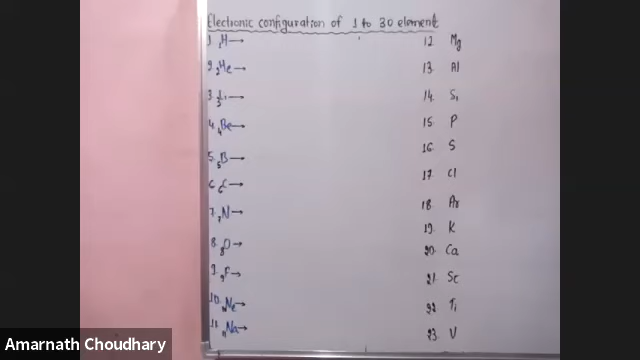 Electronic configuration of 1 to 30 element
1. ₁H →
2. ₂He →
3. ₃Li →
4. ₄Be →
5. ₅B →
6. ₆C →
7. ₇N →
8. ₈O →
9. ₉F →
10. ₁₀Ne →
11. ₁₁Na →
12. Mg
13. Al
14. Si
15. P
16. S
17. Cl
18. Ar
19. K
20. Ca
21. Sc
22. Ti
23. V
Amarnath Choudhary